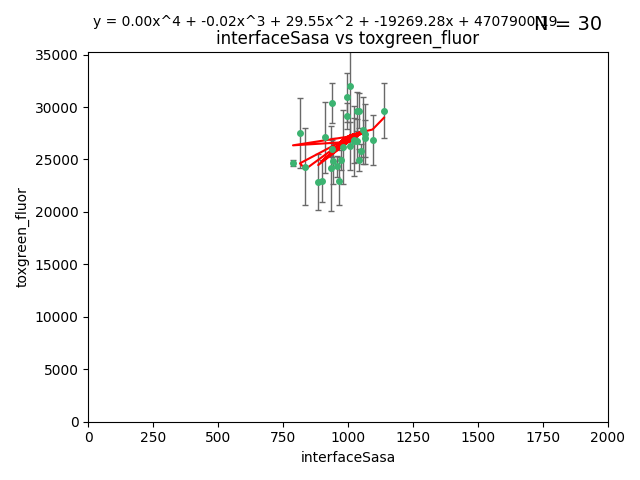 y = 0.00x^4 + -0.02x^3 + 29.55x^2 + -19269.28x + 4707900.19
N = 30
interfaceSasa vs toxgreen_fluor
35000
30000
25000
20000
15000
10000
5000
0
toxgreen_fluor
0 250 500 750 1000 1250 1500 1750 2000
interfaceSasa